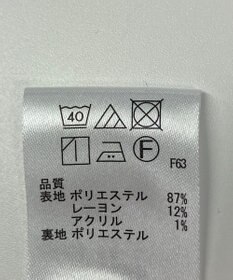 40
F
F63
品質
表地 ポリエステル 87%
レーヨン 12%
アクリル 1%
裏地 ポリエステル